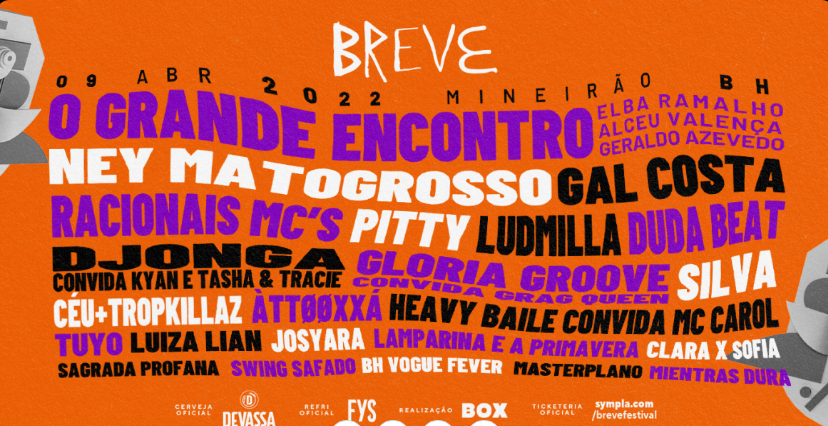 BREVE
09 ABR 2022 MINEIRÃO BH
O GRANDE ENCONTRO
ELBA RAMALHO
ALCEU VALENÇA
GERALDO AZEVEDO
NEY MATOGROSSO GAL COSTA
RACIONAIS MC'S PITTY LUDMILLA DUDA BEAT
DJONGA
CONVIDA KYAN E TASHA & TRACIE
GLORIA GROOVE
CONVIDA GRAG QUEEN
SILVA
CÉU+TROPKILLAZ ÀTTØØXXÁ HEAVY BAILE CONVIDA MC CAROL
TUYO LUIZA LIAN JOSYARA LAMPARINA E A PRIMAVERA CLARA X SOFIA
SAGRADA PROFANA SWING SAFADO BH VOGUE FEVER MASTERPLANO MIENTRAS DURA
CERVEJA OFICIAL
D
DEVASSA
REFRI OFICIAL
FYS
REALIZAÇÃO
BOX
TICKETERIA OFICIAL
sympla.com
/brevefestival